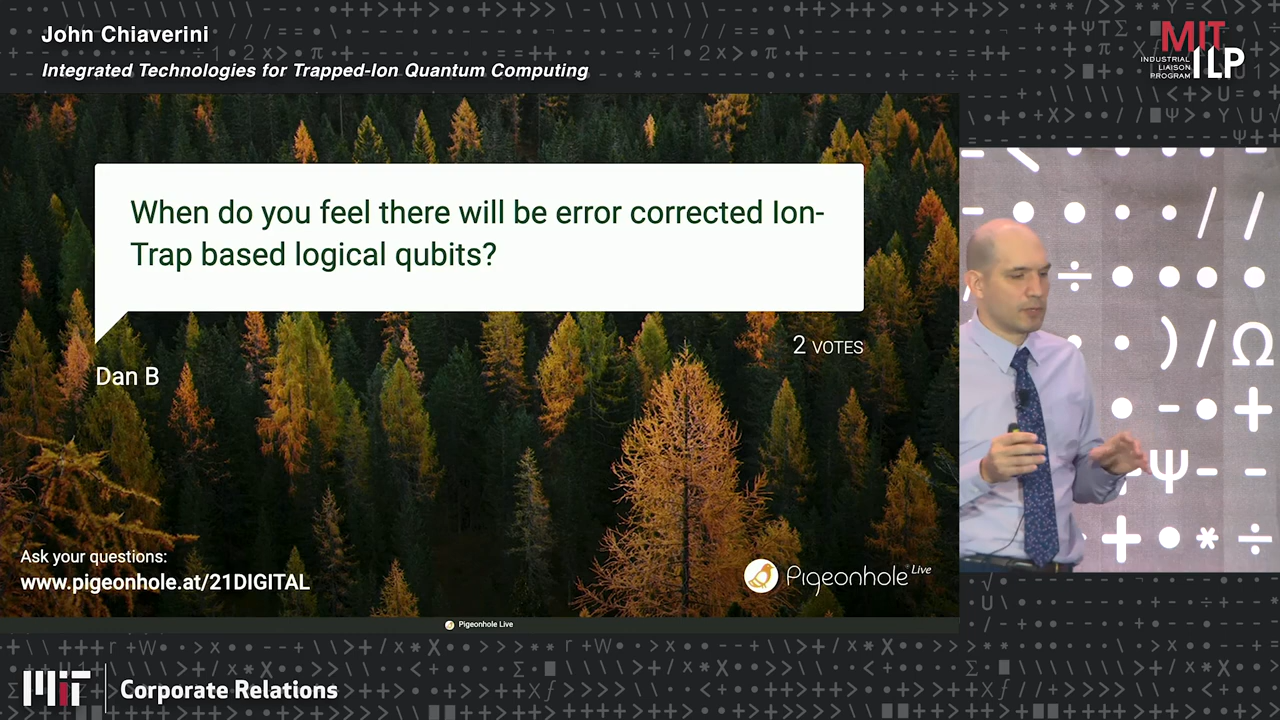 John Chiaverini
Integrated Technologies for Trapped-Ion Quantum Computing
MIT
INDUSTRIAL
LIAISON
PROGRAM
ILP
When do you feel there will be error corrected Ion-
Trap based logical qubits?
2 VOTES
Dan B
Ask your questions:
www.pigeonhole.at/21DIGITAL
Pigeonhole Live
Pigeonhole Live
MIT
Corporate Relations